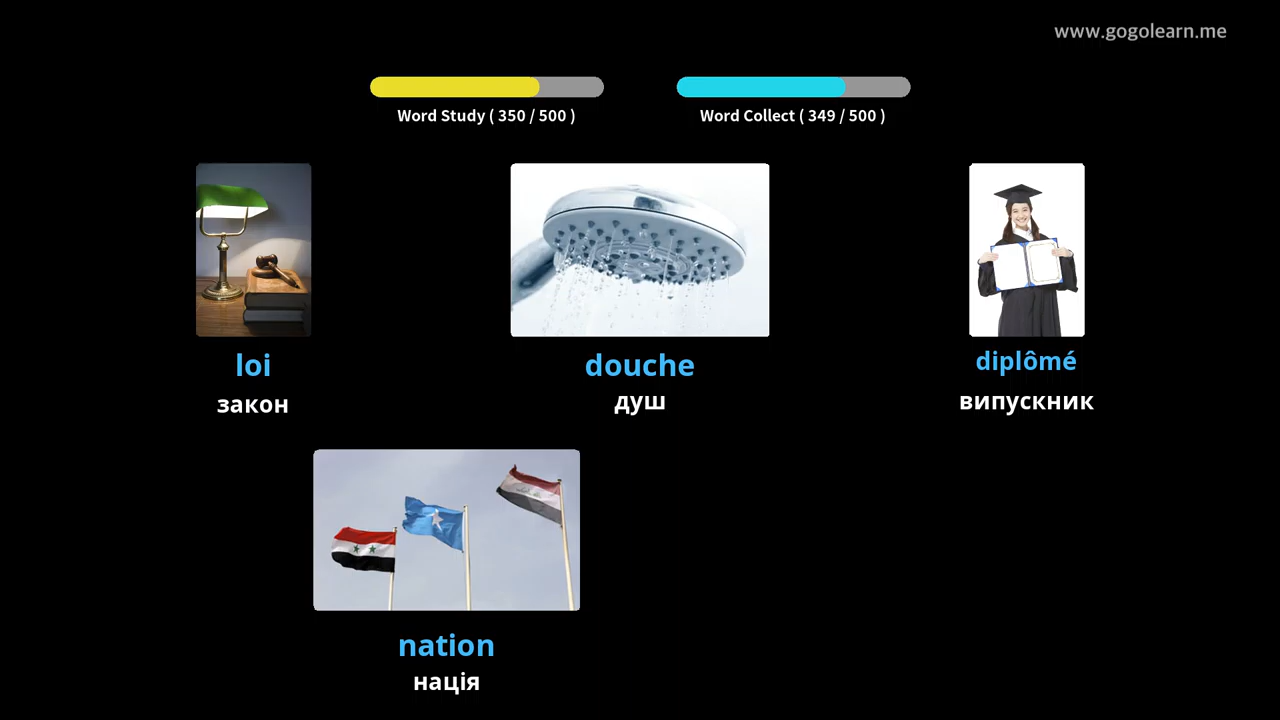 www.gogolearn.me
Word Study ( 350 / 500 )
Word Collect ( 349 / 500 )
loi
закон
douche
душ
diplômé
випускник
nation
нація